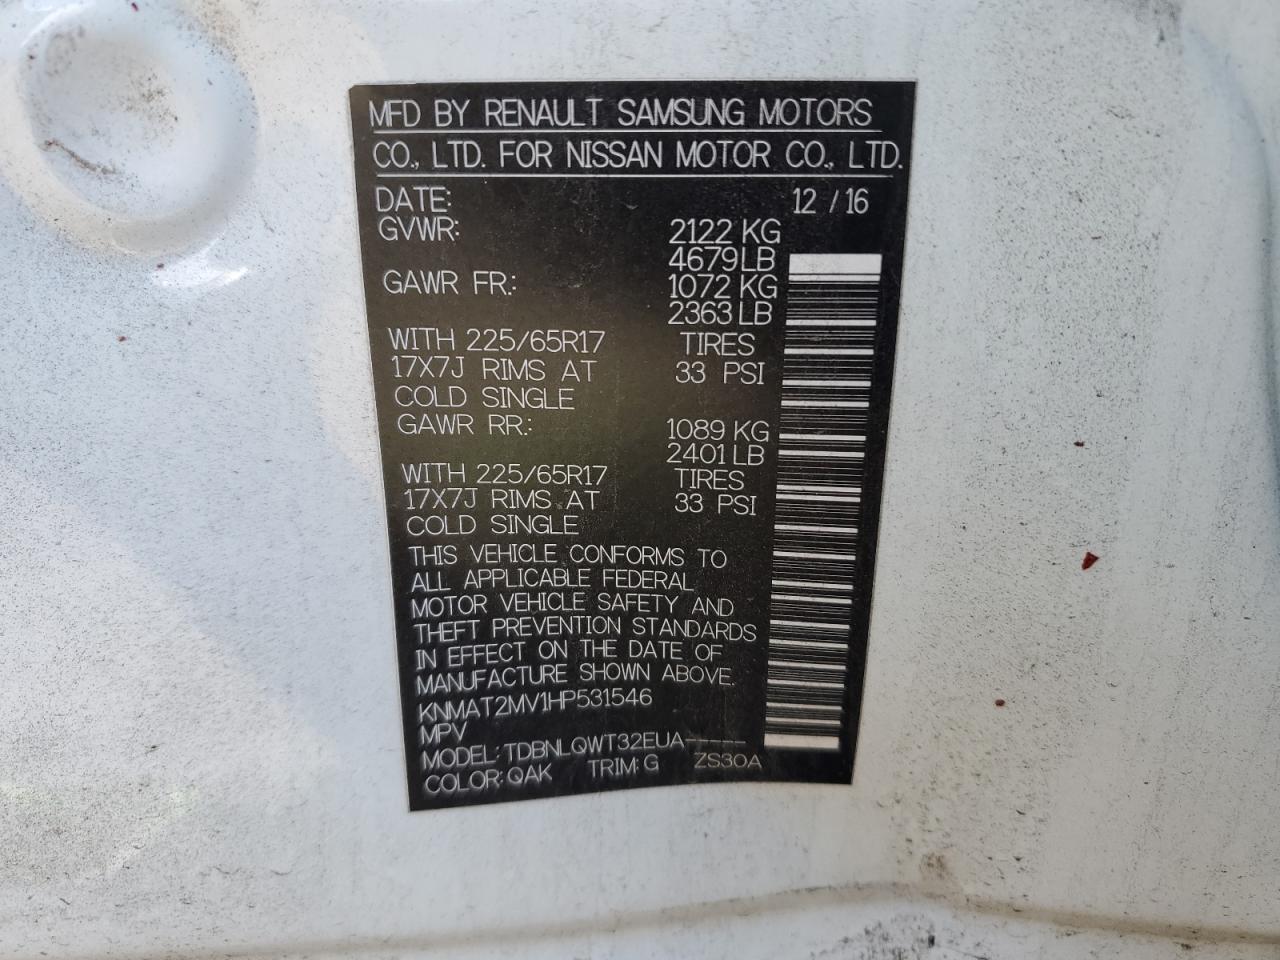 MFD BY RENAULT SAMSUNG MOTORS
CO., LTD. FOR NISSAN MOTOR CO., LTD.
DATE: 12 / 16
GVWR: 2122 KG
4679 LB
GAWR FR.: 1072 KG
2363 LB
WITH 225/65R17 TIRES
17X7J RIMS AT 33 PSI
COLD SINGLE
GAWR RR: 1089 KG
2401 LB
WITH 225/65R17 TIRES
17X7J RIMS AT 33 PSI
COLD SINGLE
THIS VEHICLE CONFORMS TO
ALL APPLICABLE FEDERAL
MOTOR VEHICLE SAFETY AND
THEFT PREVENTION STANDARDS
IN EFFECT ON THE DATE OF
MANUFACTURE SHOWN ABOVE.
KNMAT2MV1HP531546
MPV
MODEL: TDBNLQWT32EUA-----
COLOR: QAK TRIM: G ZS30A